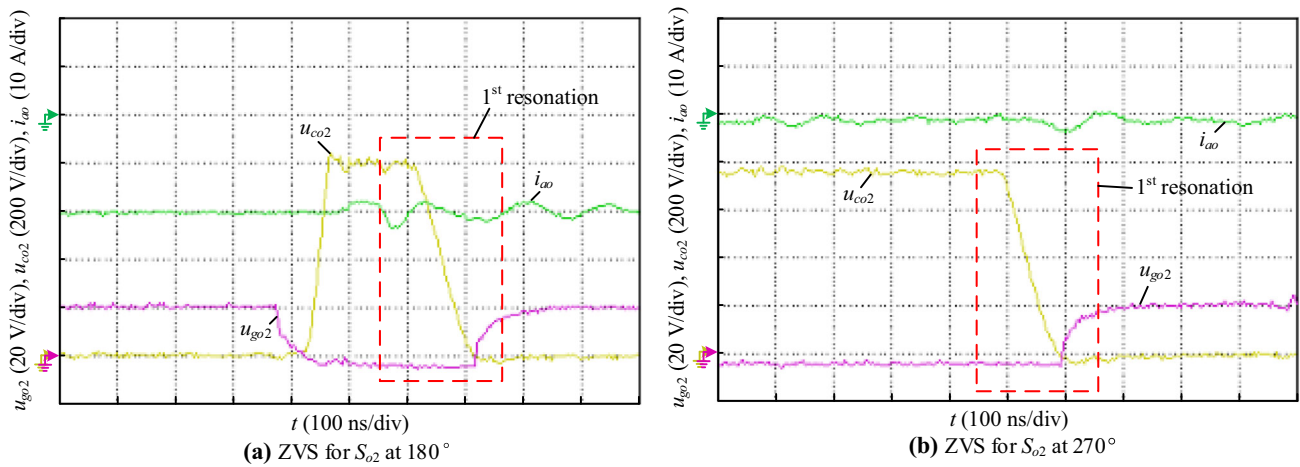 u_go2 (20 V/div), u_co2 (200 V/div), i_ao (10 A/div)
1st resonation
u_co2
i_ao
u_go2
t (100 ns/div)
(a) ZVS for S_o2 at 180°
u_go2 (20 V/div), u_co2 (200 V/div), i_ao (10 A/div)
i_ao
1st resonation
u_co2
u_go2
t (100 ns/div)
(b) ZVS for S_o2 at 270°